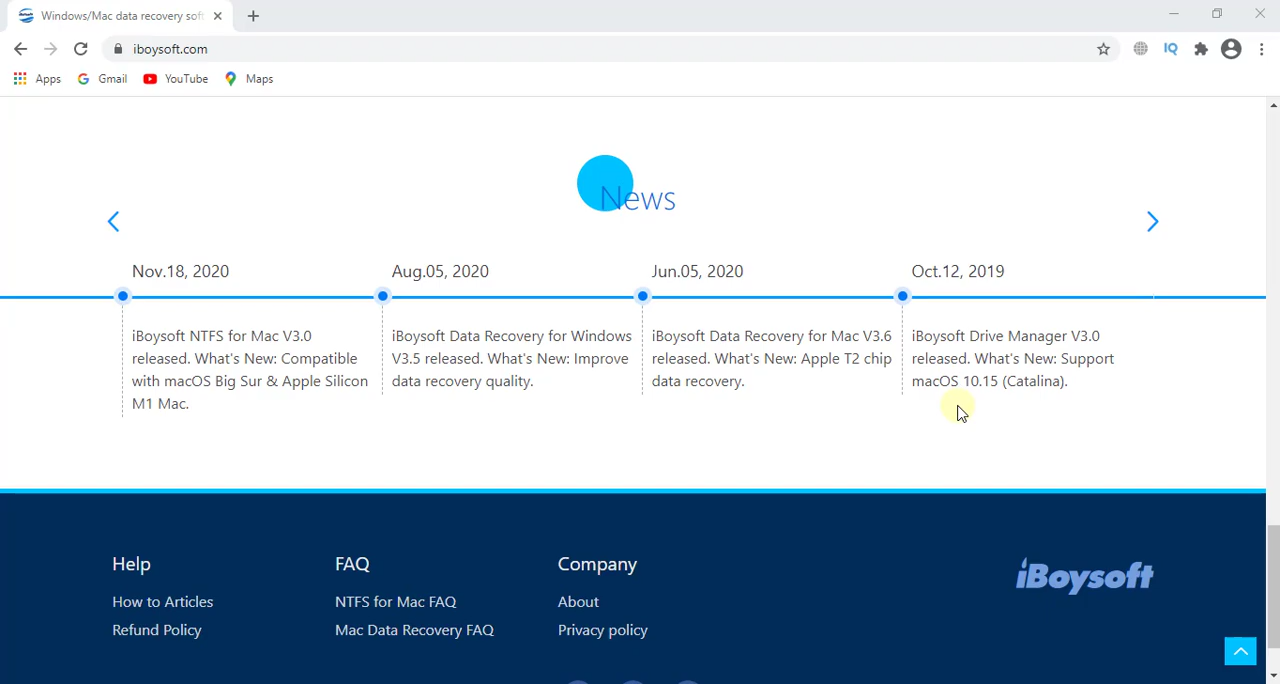 Windows/Mac data recovery soft
iboysoft.com
IQ
Apps Gmail YouTube Maps
News
Nov.18, 2020
iBoysoft NTFS for Mac V3.0
released. What's New: Compatible
with macOS Big Sur & Apple Silicon
M1 Mac.
Aug.05, 2020
iBoysoft Data Recovery for Windows
V3.5 released. What's New: Improve
data recovery quality.
Jun.05, 2020
iBoysoft Data Recovery for Mac V3.6
released. What's New: Apple T2 chip
data recovery.
Oct.12, 2019
iBoysoft Drive Manager V3.0
released. What's New: Support
macOS 10.15 (Catalina).
Help
How to Articles
Refund Policy
FAQ
NTFS for Mac FAQ
Mac Data Recovery FAQ
Company
About
Privacy policy
iBoysoft